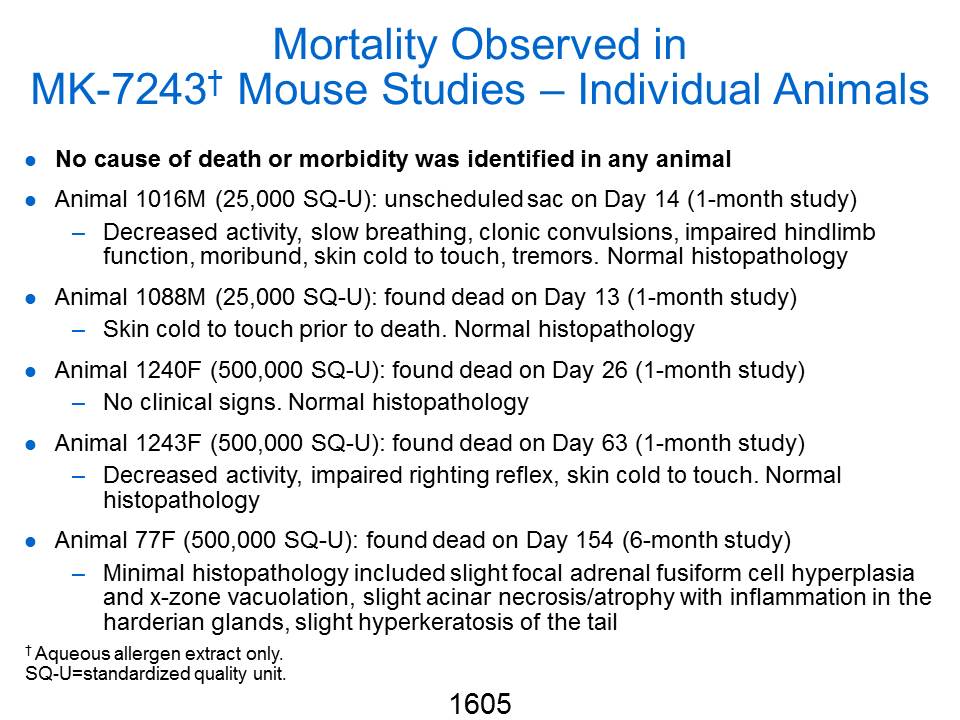 Mortality Observed in
MK-7243† Mouse Studies – Individual Animals
● No cause of death or morbidity was identified in any animal
● Animal 1016M (25,000 SQ-U): unscheduled sac on Day 14 (1-month study)
– Decreased activity, slow breathing, clonic convulsions, impaired hindlimb
function, moribund, skin cold to touch, tremors. Normal histopathology
● Animal 1088M (25,000 SQ-U): found dead on Day 13 (1-month study)
– Skin cold to touch prior to death. Normal histopathology
● Animal 1240F (500,000 SQ-U): found dead on Day 26 (1-month study)
– No clinical signs. Normal histopathology
● Animal 1243F (500,000 SQ-U): found dead on Day 63 (1-month study)
– Decreased activity, impaired righting reflex, skin cold to touch. Normal
histopathology
● Animal 77F (500,000 SQ-U): found dead on Day 154 (6-month study)
– Minimal histopathology included slight focal adrenal fusiform cell hyperplasia
and x-zone vacuolation, slight acinar necrosis/atrophy with inflammation in the
harderian glands, slight hyperkeratosis of the tail
† Aqueous allergen extract only.
SQ-U=standardized quality unit.
1605